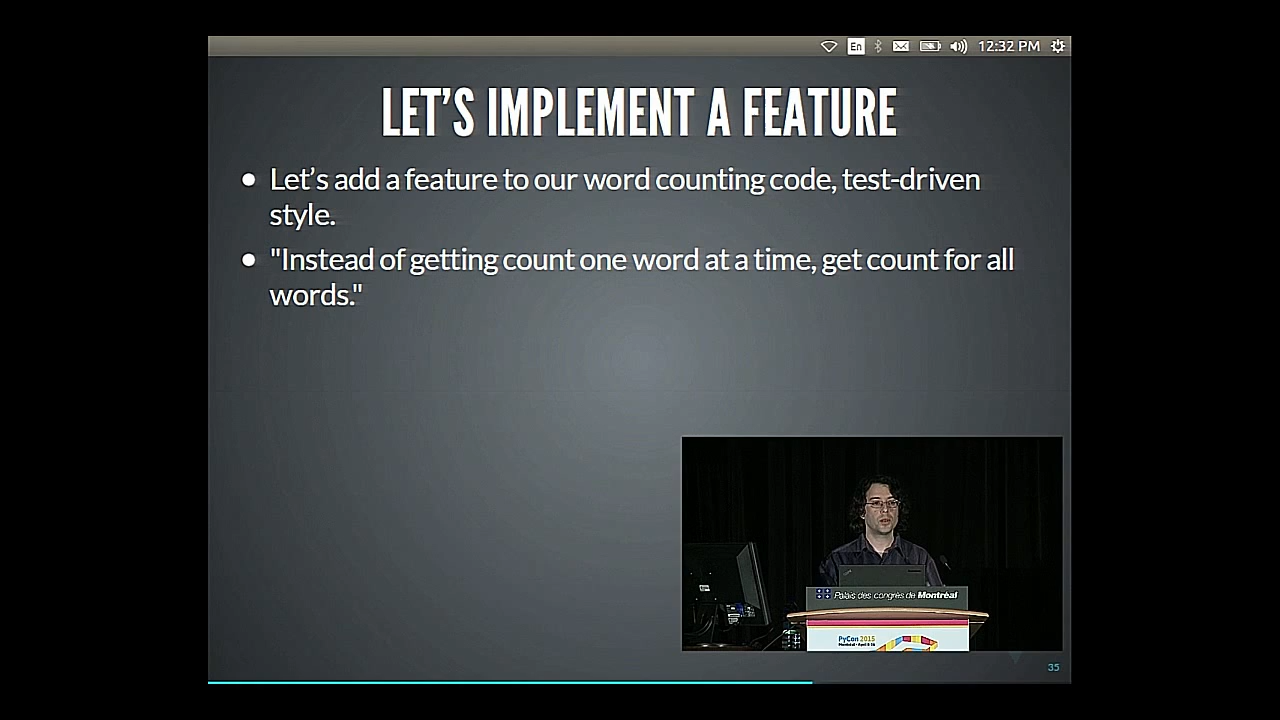 En 12:32 PM
LET'S IMPLEMENT A FEATURE
Let's add a feature to our word counting code, test-driven
style.
"Instead of getting count one word at a time, get count for all
words."
Palais des congrès de Montréal
PyCon 2015
35